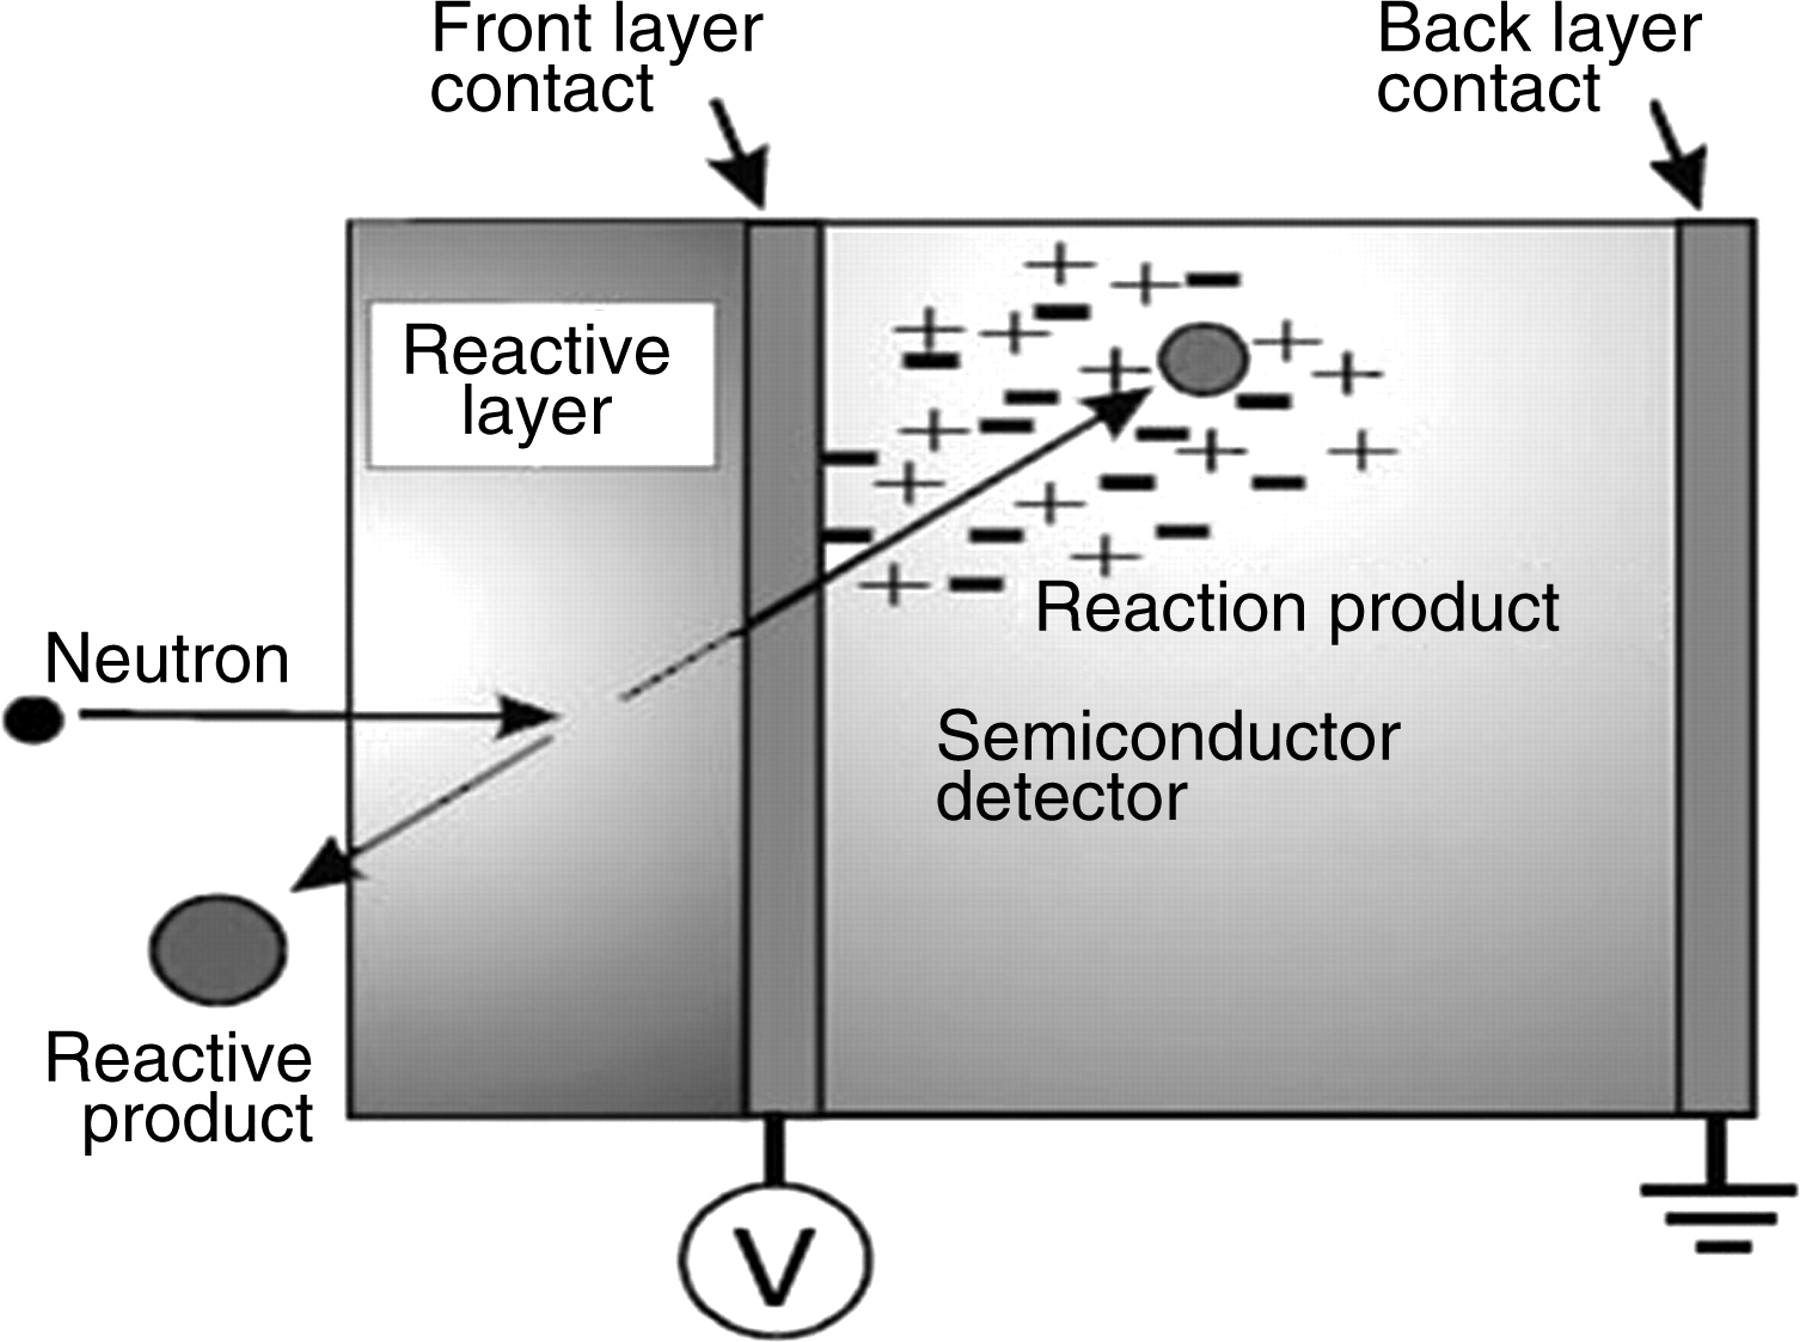 Front layer
contact
Back layer
contact
Reactive
layer
Neutron
Reaction product
Semiconductor
detector
Reactive
product
V